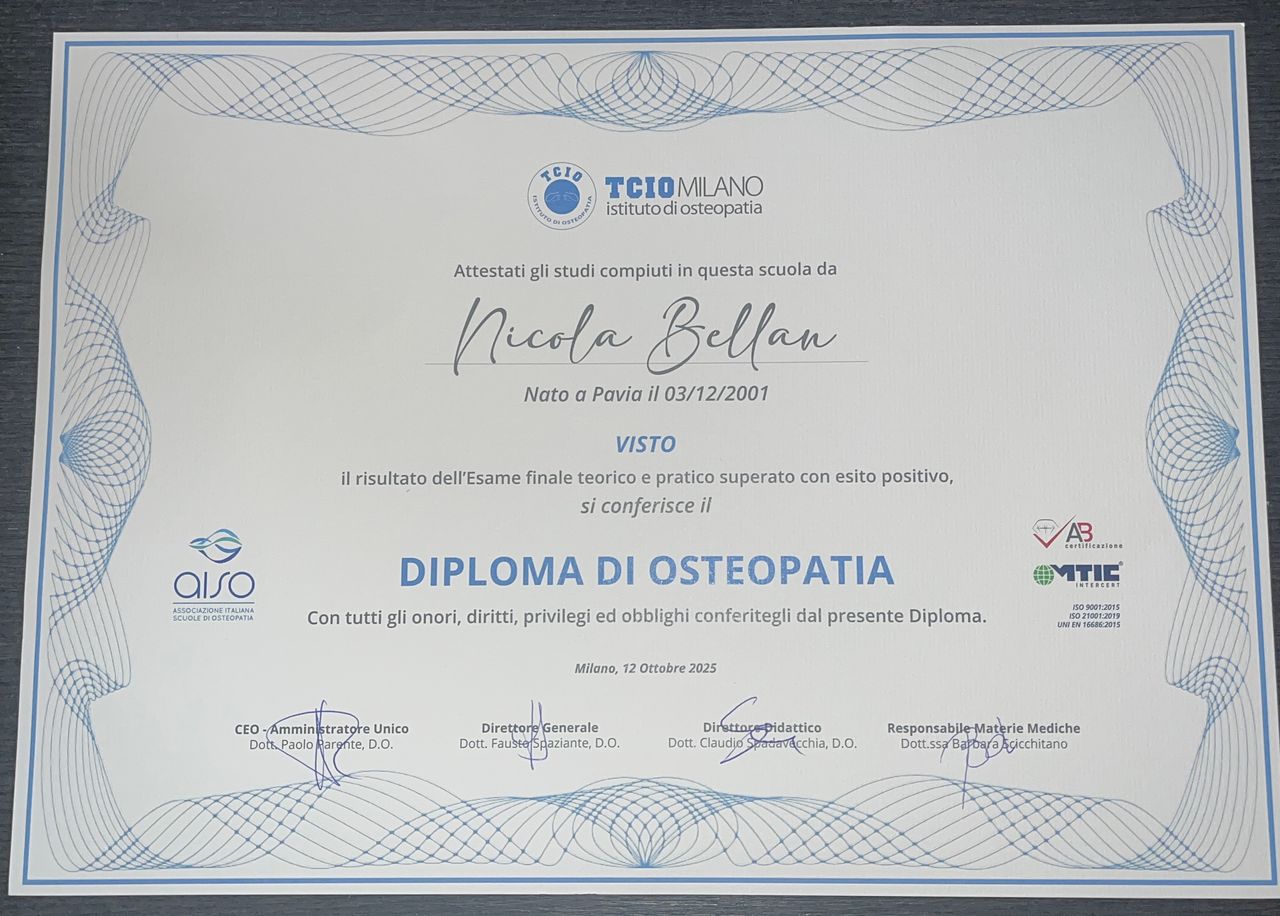 TCIO
ISTITUTO DI OSTEOPATIA
TCIO MILANO
istituto di osteopatia
Attestati gli studi compiuti in questa scuola da
Nicola Bellan
Nato a Pavia il 03/12/2001
VISTO
il risultato dell'Esame finale teorico e pratico superato con esito positivo,
si conferisce il
DIPLOMA DI OSTEOPATIA
Con tutti gli onori, diritti, privilegi ed obblighi conferitegli dal presente Diploma.
aiso
ASSOCIAZIONE ITALIANA
SCUOLE DI OSTEOPATIA
AB
certificazione
MTIC
INTERCERT
ISO 9001:2015
ISO 21001:2019
UNI EN 16686:2015
Milano, 12 Ottobre 2025
CEO - Amministratore Unico
Dott. Paolo Parente, D.O.
Direttore Generale
Dott. Fausto Spaziante, D.O.
Direttore Didattico
Dott. Claudio Spadavecchia, D.O.
Responsabile Materie Mediche
Dott.ssa Barbara Scicchitano